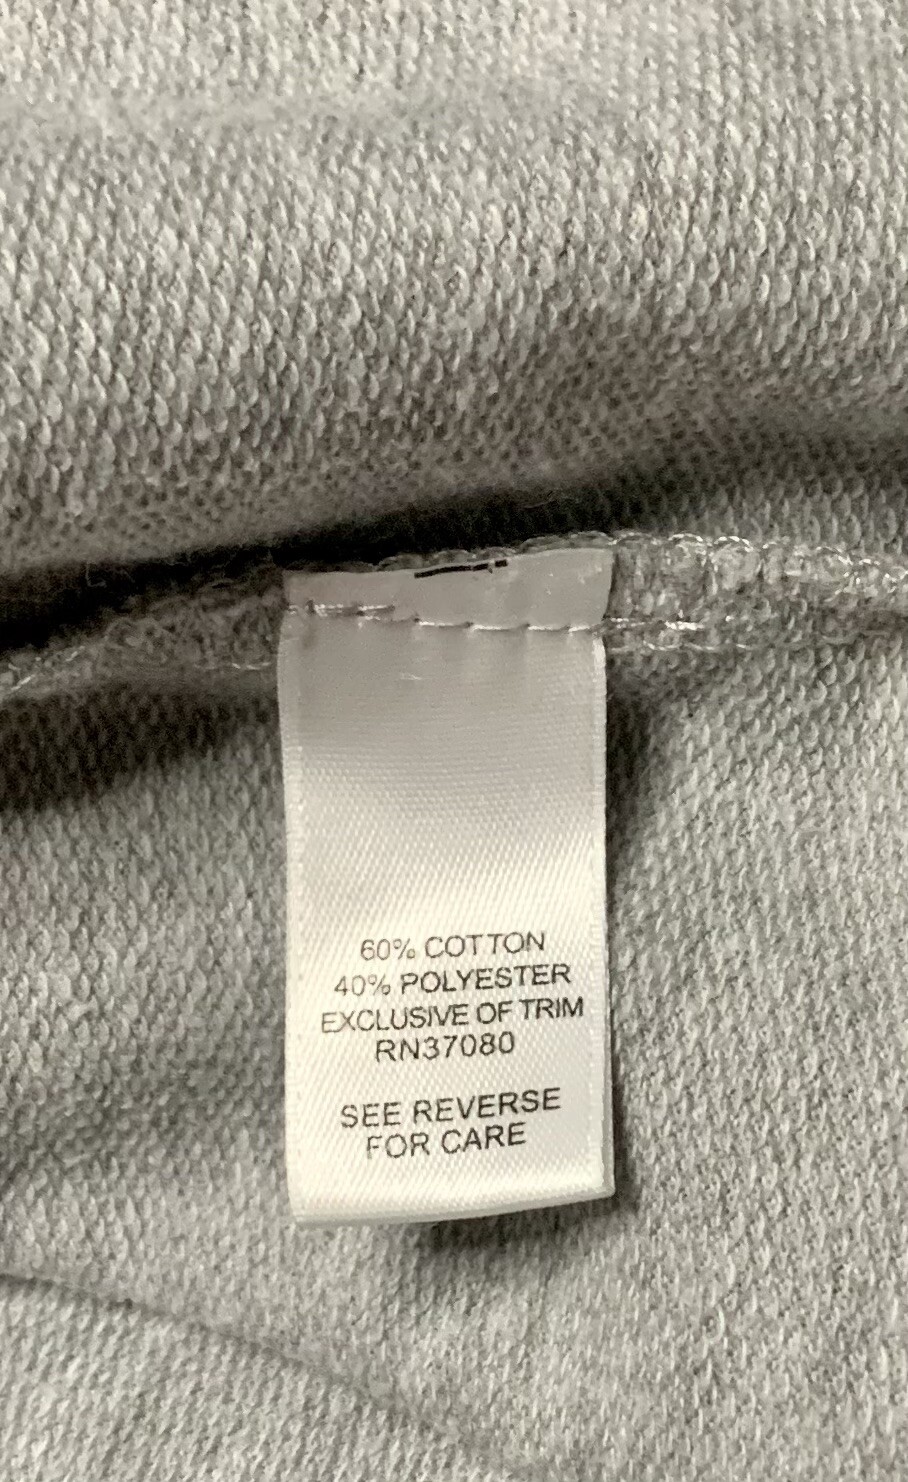 60% COTTON
40% POLYESTER
EXCLUSIVE OF TRIM
RN37080
SEE REVERSE
FOR CARE